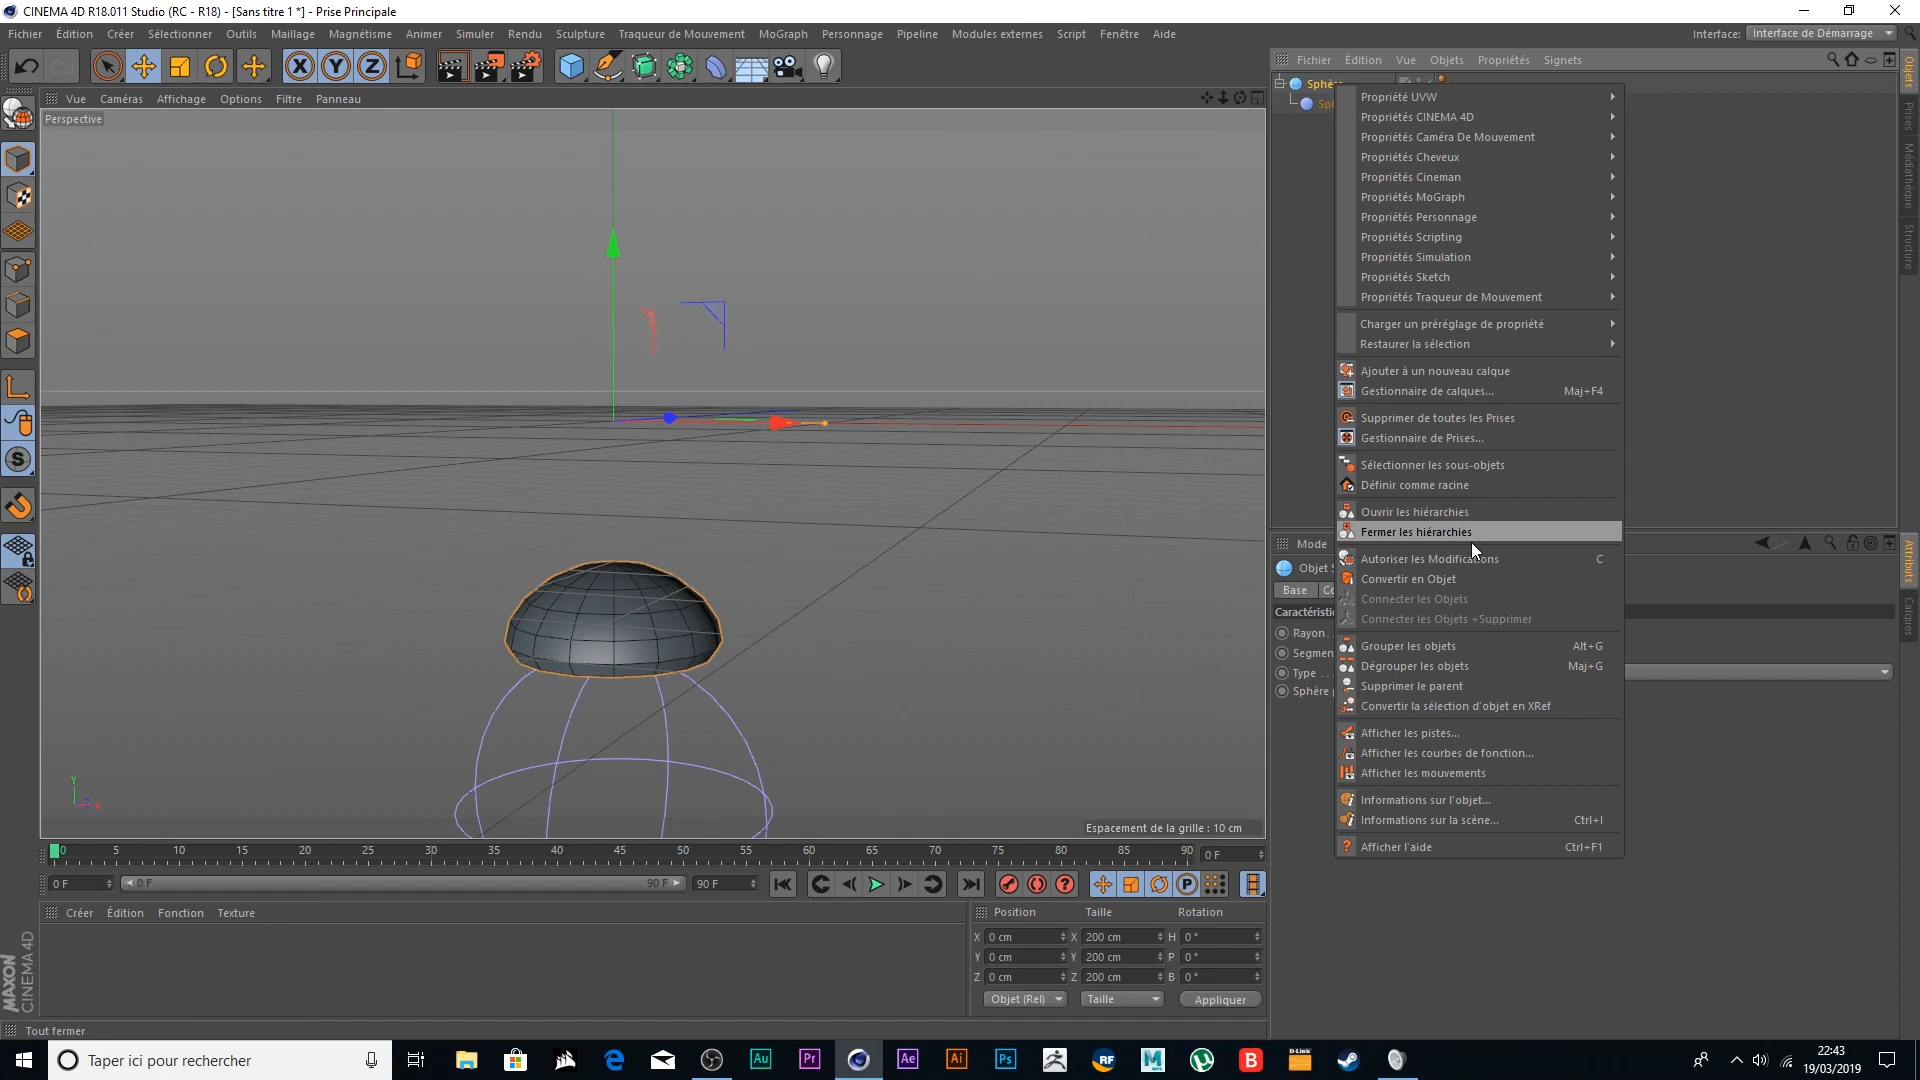 CINEMA 4D R18.011 Studio (RC - R18) - [Sans titre 1 *] - Prise Principale
Fichier Édition Créer Sélectionner Outils Maillage Magnétisme Animer Simuler Rendu Sculpture Traqueur de Mouvement MoGraph Personnage Pipeline Modules externes Script Fenêtre Aide
Interface: Interface de Démarrage
Fichier Édition Vue Objets Propriétés Signets
Vue Caméras Affichage Options Filtre Panneau
Perspective
Propriété UVW
Propriétés CINEMA 4D
Propriétés Caméra De Mouvement
Propriétés Cheveux
Propriétés Cineman
Propriétés MoGraph
Propriétés Personnage
Propriétés Scripting
Propriétés Simulation
Propriétés Sketch
Propriétés Traqueur de Mouvement
Charger un préréglage de propriété
Restaurer la sélection
Ajouter à un nouveau calque
Gestionnaire de calques... Maj+F4
Supprimer de toutes les Prises
Gestionnaire de Prises...
Sélectionner les sous-objets
Définir comme racine
Ouvrir les hiérarchies
Fermer les hiérarchies
Autoriser les Modifications C
Convertir en Objet
Connecter les Objets
Connecter les Objets +Supprimer
Grouper les objets Alt+G
Dégrouper les objets Maj+G
Supprimer le parent
Convertir la sélection d'objet en XRef
Afficher les pistes...
Afficher les courbes de fonction...
Afficher les mouvements
Informations sur l'objet...
Informations sur la scène... Ctrl+I
Afficher l'aide Ctrl+F1
Objets
Prises
Médiathèque
Structure
Attributs
Calques
Mode
Objet
Base
Rayon
Type
Espacement de la grille : 10 cm
0 5 10 15 20 25 30 35 40 45 50 55 60 65 70 75 80 85 90 0 F
0 F 0 F 90 F 90 F
Créer Édition Fonction Texture
Position Taille Rotation
X 0 cm X 200 cm H 0 °
Y 0 cm Y 200 cm P 0 °
Z 0 cm Z 200 cm B 0 °
Objet (Rel) Taille Appliquer
MAXON
CINEMA 4D
Tout fermer
Taper ici pour rechercher
22:43
19/03/2019